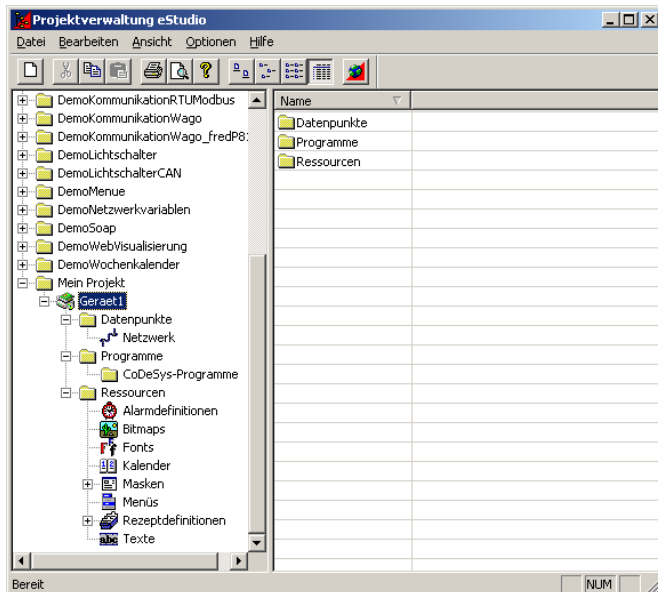 Projektverwaltung eStudio
Datei Bearbeiten Ansicht Optionen Hilfe
DemoKommunikationRTUModbus
DemoKommunikationWago
DemoKommunikationWago_fredP8
DemoLichtschalter
DemoLichtschalterCAN
DemoMenue
DemoNetzwerkvariablen
DemoSoap
DemoWebVisualisierung
DemoWochenkalender
Mein Projekt
Geraet1
Datenpunkte
Netzwerk
Programme
CoDeSys-Programme
Ressourcen
Alarmdefinitionen
Bitmaps
Fonts
Kalender
Masken
Menüs
Rezeptdefinitionen
abc Texte
Name
Datenpunkte
Programme
Ressourcen
Bereit
NUM